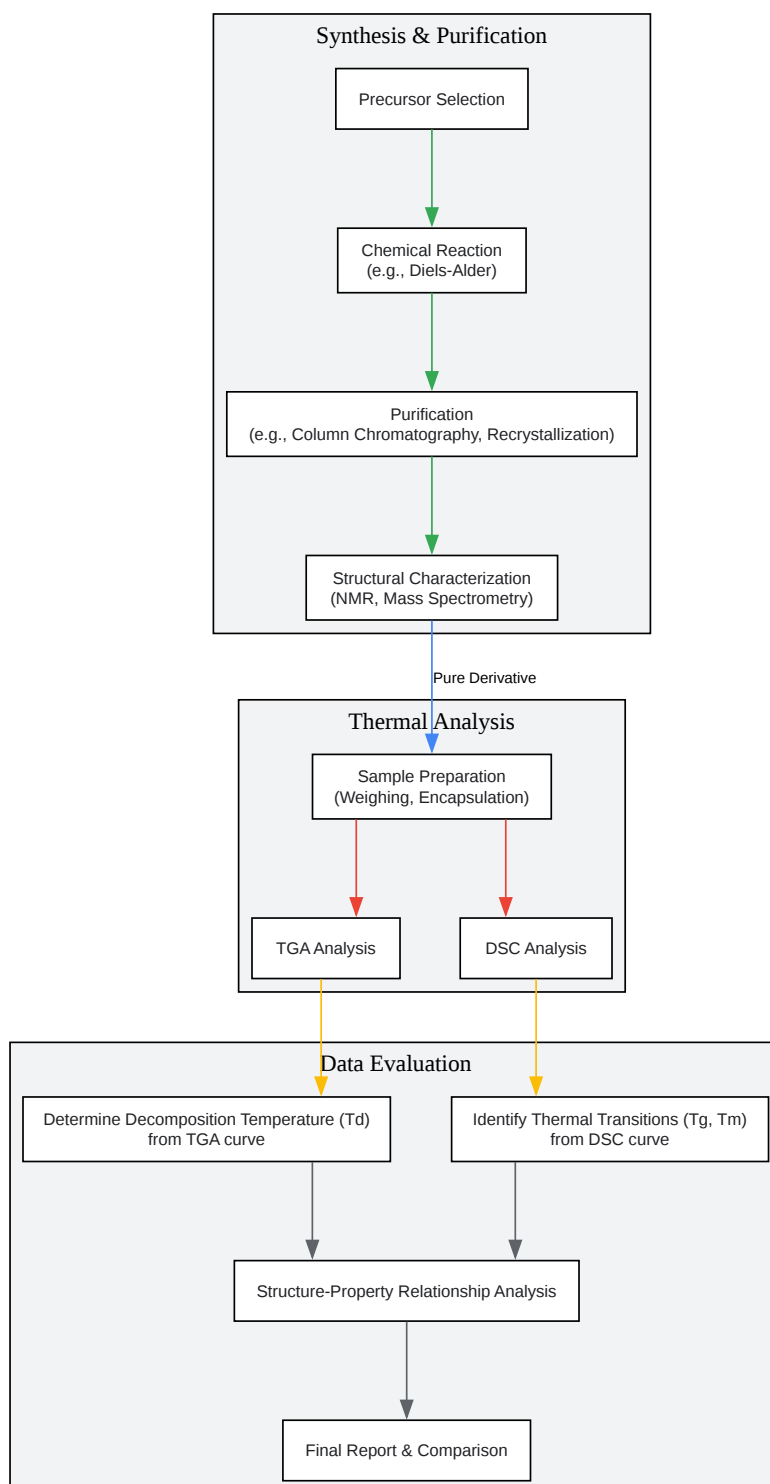 Synthesis & Purification
Precursor Selection
Chemical Reaction
(e.g., Diels-Alder)
Purification
(e.g., Column Chromatography, Recrystallization)
Structural Characterization
(NMR, Mass Spectrometry)
Pure Derivative
Thermal Analysis
Sample Preparation
(Weighing, Encapsulation)
TGA Analysis
DSC Analysis
Data Evaluation
Determine Decomposition Temperature (Td)
from TGA curve
Identify Thermal Transitions (Tg, Tm)
from DSC curve
Structure-Property Relationship Analysis
Final Report & Comparison